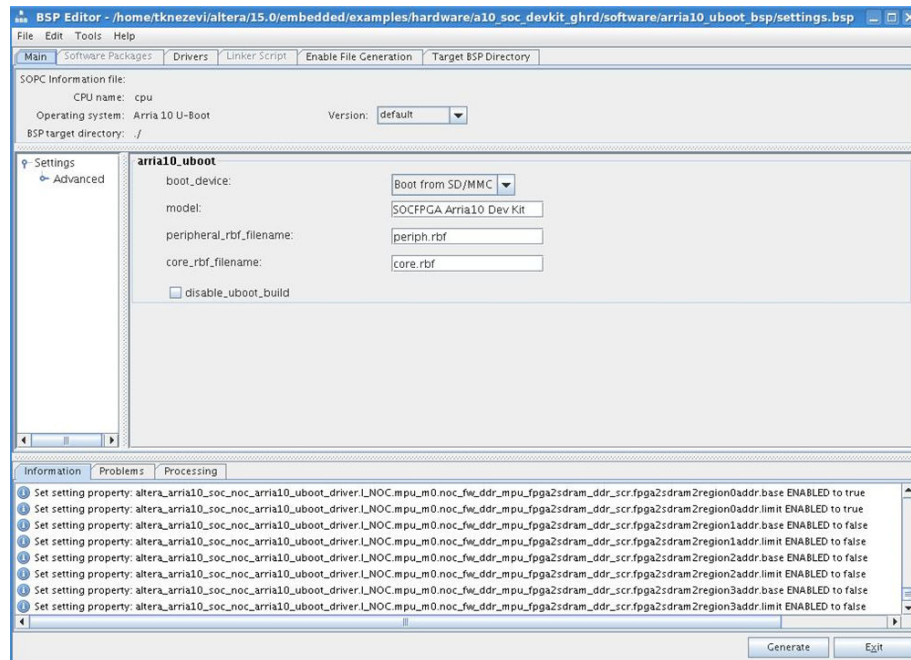 BSP Editor - /home/tknezevi/altera/15.0/embedded/examples/hardware/a10_soc_devkit_ghrd/software/arria10_uboot_bsp/settings.bsp
File Edit Tools Help
Main Software Packages Drivers Linker Script Enable File Generation Target BSP Directory
SOPC Information file:
CPU name: cpu
Operating system: Arria 10 U-Boot Version: default
BSP target directory: ./
Settings
Advanced
arria10_uboot
boot_device: Boot from SD/MMC
model: SOCFPGA Arria10 Dev Kit
peripheral_rbf_filename: periph.rbf
core_rbf_filename: core.rbf
disable_uboot_build
Information Problems Processing
Set setting property: altera_arria10_soc_noc_arria10_uboot_driver.I_NOC.mpu_m0.noc_fw_ddr_mpu_fpga2sdram_ddr_scr.fpga2sdram2region0addr.base ENABLED to true
Set setting property: altera_arria10_soc_noc_arria10_uboot_driver.I_NOC.mpu_m0.noc_fw_ddr_mpu_fpga2sdram_ddr_scr.fpga2sdram2region0addr.limit ENABLED to true
Set setting property: altera_arria10_soc_noc_arria10_uboot_driver.I_NOC.mpu_m0.noc_fw_ddr_mpu_fpga2sdram_ddr_scr.fpga2sdram2region1addr.base ENABLED to false
Set setting property: altera_arria10_soc_noc_arria10_uboot_driver.I_NOC.mpu_m0.noc_fw_ddr_mpu_fpga2sdram_ddr_scr.fpga2sdram2region1addr.limit ENABLED to false
Set setting property: altera_arria10_soc_noc_arria10_uboot_driver.I_NOC.mpu_m0.noc_fw_ddr_mpu_fpga2sdram_ddr_scr.fpga2sdram2region2addr.base ENABLED to false
Set setting property: altera_arria10_soc_noc_arria10_uboot_driver.I_NOC.mpu_m0.noc_fw_ddr_mpu_fpga2sdram_ddr_scr.fpga2sdram2region2addr.limit ENABLED to false
Set setting property: altera_arria10_soc_noc_arria10_uboot_driver.I_NOC.mpu_m0.noc_fw_ddr_mpu_fpga2sdram_ddr_scr.fpga2sdram2region3addr.base ENABLED to false
Set setting property: altera_arria10_soc_noc_arria10_uboot_driver.I_NOC.mpu_m0.noc_fw_ddr_mpu_fpga2sdram_ddr_scr.fpga2sdram2region3addr.limit ENABLED to false
Generate Exit